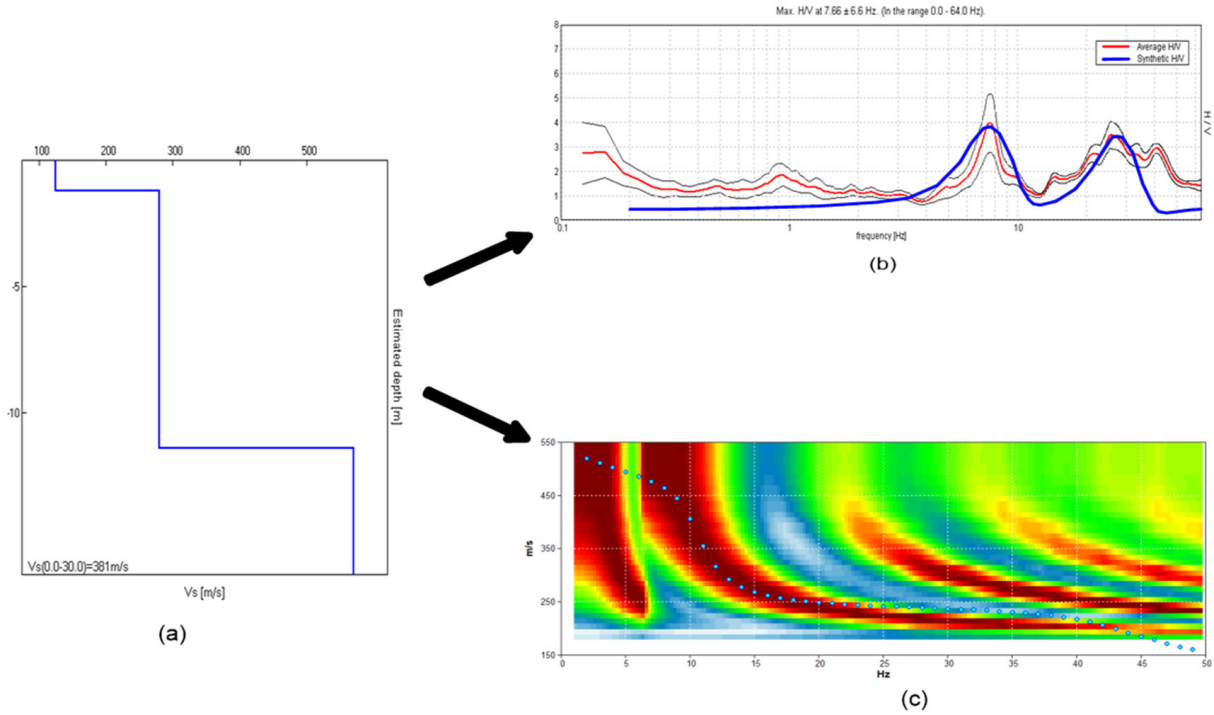 100 200 300 400 500
-5
-10
Estimated depth [m]
Vs(0.0-30.0)=381m/s
Vs [m/s]
(a)
Max. H/V at 7.66 ± 6.6 Hz. (In the range 0.0 - 64.0 Hz).
8
7
6
5
4
3
2
1
0
Average H/V
Synthetic H/V
H / V
0.1 1 10
frequency [Hz]
(b)
550
450
350
250
150
m/s
0 5 10 15 20 25 30 35 40 45 50
Hz
(c)